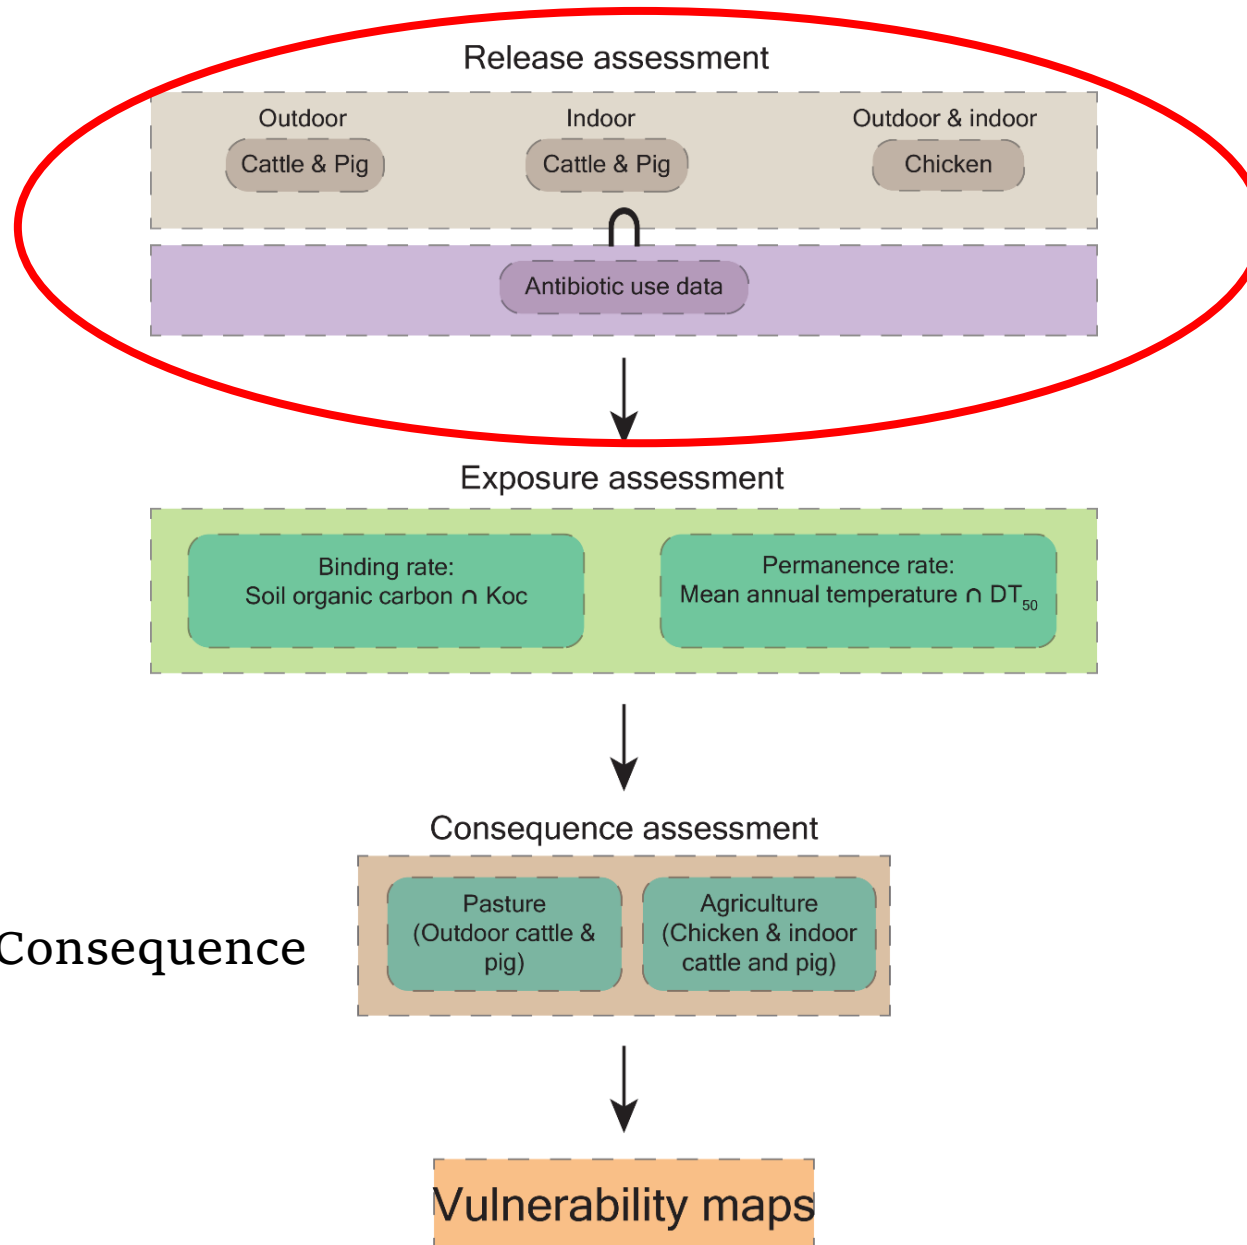 Release assessment
Outdoor
Indoor
Outdoor & indoor
Cattle & Pig
Cattle & Pig
Chicken
∩
Antibiotic use data
Exposure assessment
Binding rate:
Soil organic carbon ∩ Koc
Permanence rate:
Mean annual temperature ∩ DT₅₀
Consequence assessment
Consequence
Pasture
(Outdoor cattle &
pig)
Agriculture
(Chicken & indoor
cattle and pig)
Vulnerability maps